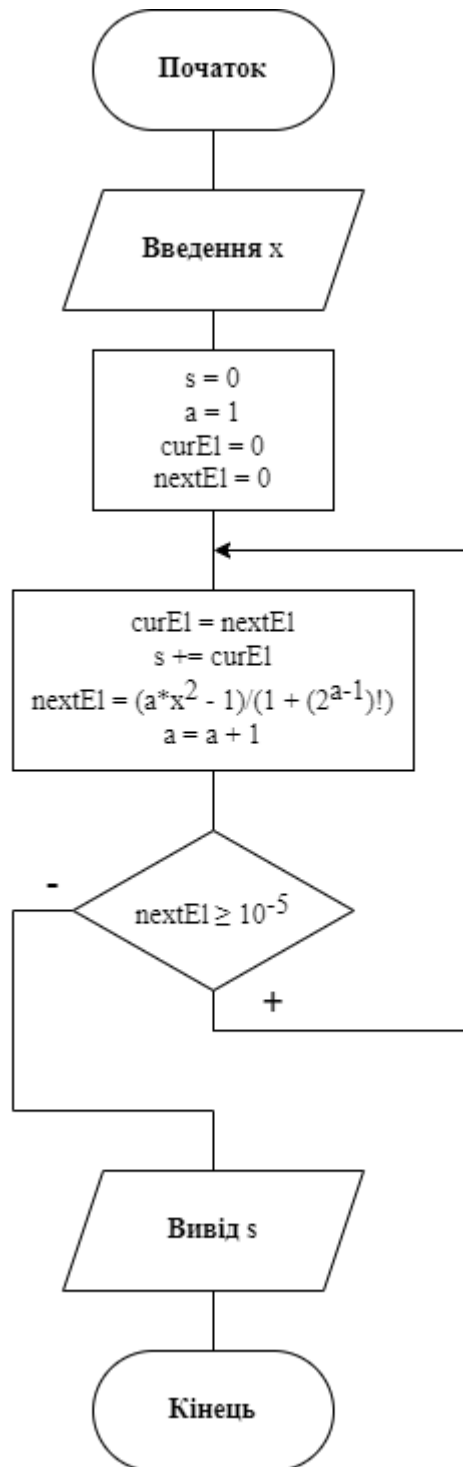 Початок
Введення x
s = 0
a = 1
curEl = 0
nextEl = 0
curEl = nextEl
s += curEl
nextEl = (a*x² - 1)/(1 + (2ᵃ⁻¹)!)
a = a + 1
-
nextEl ≥ 10⁻⁵
+
Вивід s
Кінець